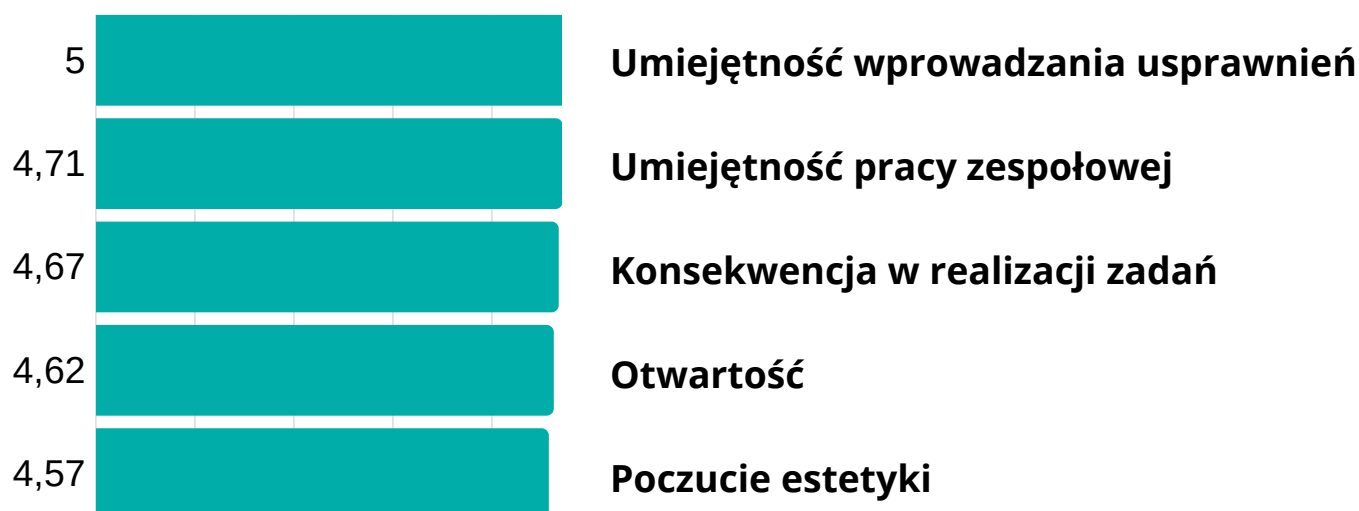 5 Umiejętność wprowadzania usprawnień
4,71 Umiejętność pracy zespołowej
4,67 Konsekwencja w realizacji zadań
4,62 Otwartość
4,57 Poczucie estetyki